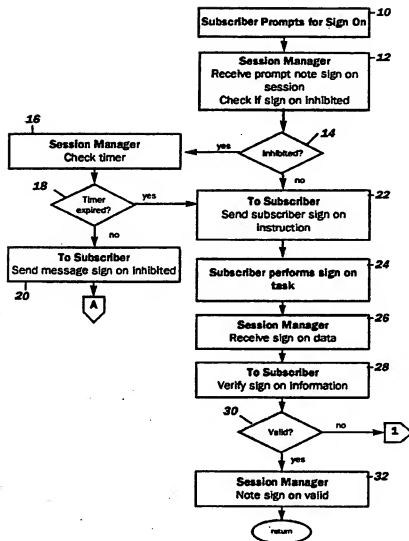 Subscriber Prompts for Sign On
10
Session Manager
Receive prompt note sign on
session
Check if sign on inhibited
12
16
Session Manager
Check timer
yes
Inhibited?
14
no
18
Timer
expired?
yes
no
To Subscriber
Send subscriber sign on
instruction
22
To Subscriber
Send message sign on inhibited
20
A
Subscriber performs sign on
task
24
Session Manager
Receive sign on data
26
To Subscriber
Verify sign on information
28
30
Valid?
no
1
yes
Session Manager
Note sign on valid
32
return